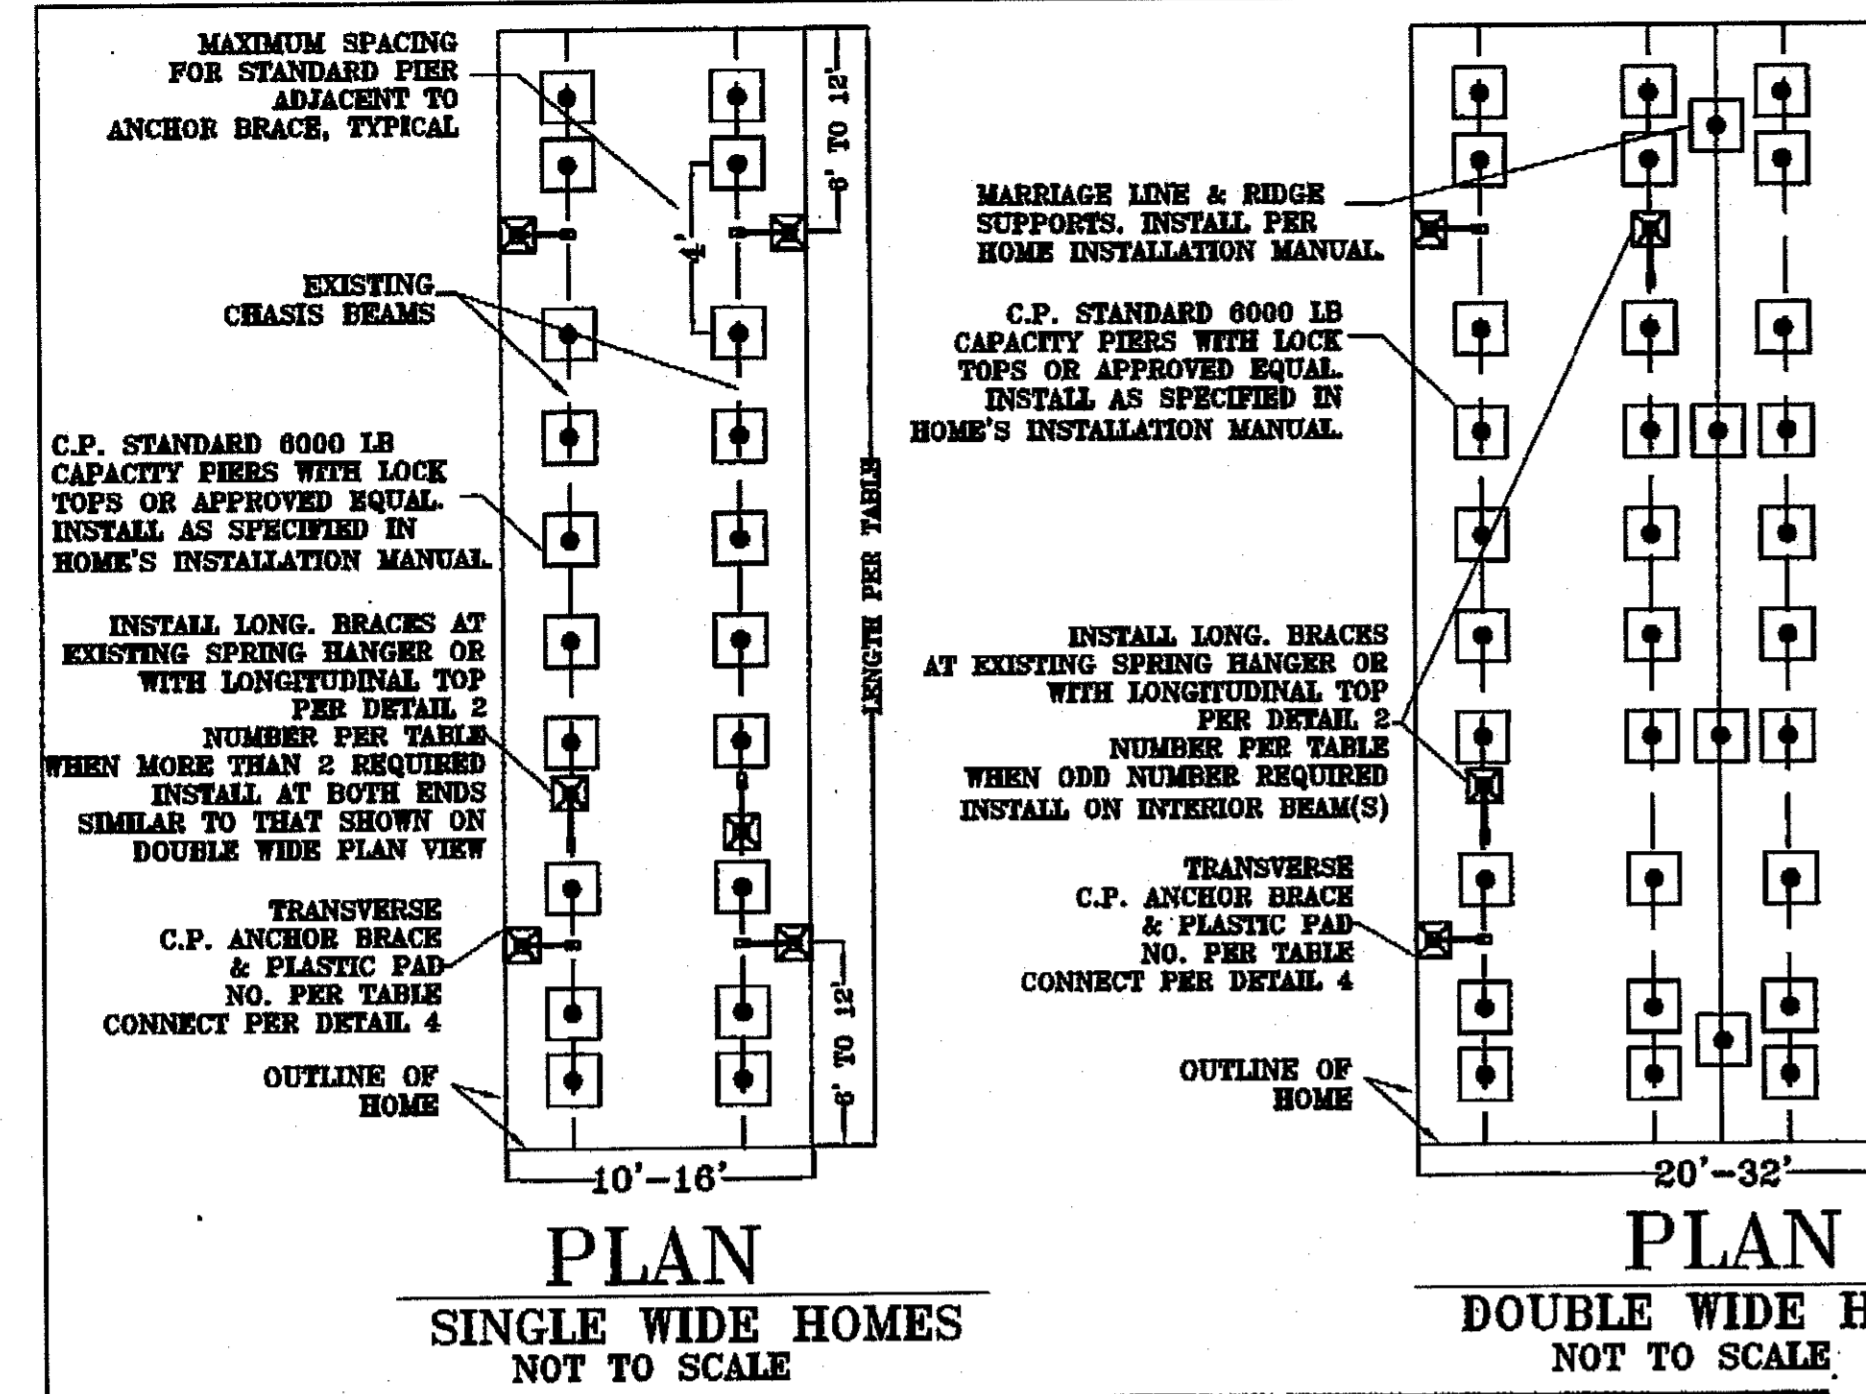 MAXIMUM SPACING
FOR STANDARD PIER
ADJACENT TO
ANCHOR BRACE, TYPICAL
EXISTING
CHASIS BEAMS
C.P. STANDARD 6000 LB
CAPACITY PIERS WITH LOCK
TOPS OR APPROVED EQUAL.
INSTALL AS SPECIFIED IN
HOME'S INSTALLATION MANUAL
INSTALL LONG. BRACES AT
EXISTING SPRING HANGER OR
WITH LONGITUDINAL TOP
PER DETAIL 2
NUMBER PER TABLE
WHEN MORE THAN 2 REQUIRED
INSTALL AT BOTH ENDS
SIMILAR TO THAT SHOWN ON
DOUBLE WIDE PLAN VIEW
TRANSVERSE
C.P. ANCHOR BRACE
& PLASTIC PAD
NO. PER TABLE
CONNECT PER DETAIL 4
OUTLINE OF
HOME
4'
6' TO 12'
LENGTH PER TABLE
6' TO 12'
10'-16'
PLAN
SINGLE WIDE HOMES
NOT TO SCALE
MARRIAGE LINE & RIDGE
SUPPORTS. INSTALL PER
HOME INSTALLATION MANUAL.
C.P. STANDARD 6000 LB
CAPACITY PIERS WITH LOCK
TOPS OR APPROVED EQUAL.
INSTALL AS SPECIFIED IN
HOME'S INSTALLATION MANUAL.
INSTALL LONG. BRACES
AT EXISTING SPRING HANGER OR
WITH LONGITUDINAL TOP
PER DETAIL 2
NUMBER PER TABLE
WHEN ODD NUMBER REQUIRED
INSTALL ON INTERIOR BEAM(S)
TRANSVERSE
C.P. ANCHOR BRACE
& PLASTIC PAD
NO. PER TABLE
CONNECT PER DETAIL 4
OUTLINE OF
HOME
20'-32'
PLAN
DOUBLE WIDE H
NOT TO SCALE